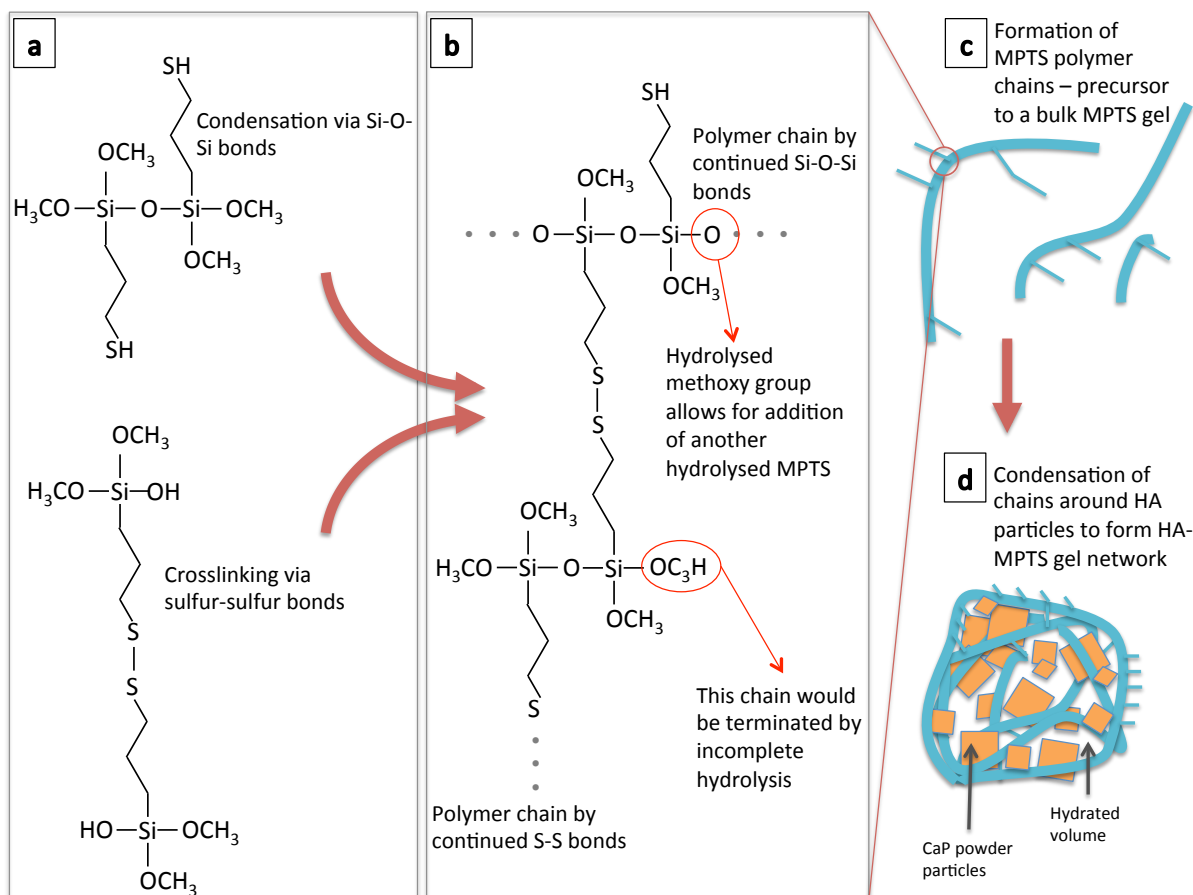 a
SH
Condensation via Si-O-
Si bonds
OCH3
H3CO Si O Si OCH3
OCH3
SH
OCH3
H3CO Si OH
Crosslinking via
sulfur-sulfur bonds
S
S
HO Si OCH3
OCH3
b
SH
Polymer chain by
continued Si-O-Si
bonds
OCH3
O Si O Si O
OCH3
Hydrolysed
methoxy group
allows for addition
of another
hydrolysed MPTS
S
S
OCH3
H3CO Si O Si OC3H
OCH3
This chain would
be terminated by
incomplete
hydrolysis
S
Polymer chain by
continued S-S bonds
c
Formation of
MPTS polymer
chains – precursor
to a bulk MPTS gel
d
Condensation of
chains around HA
particles to form HA-
MPTS gel network
CaP powder
particles
Hydrated
volume